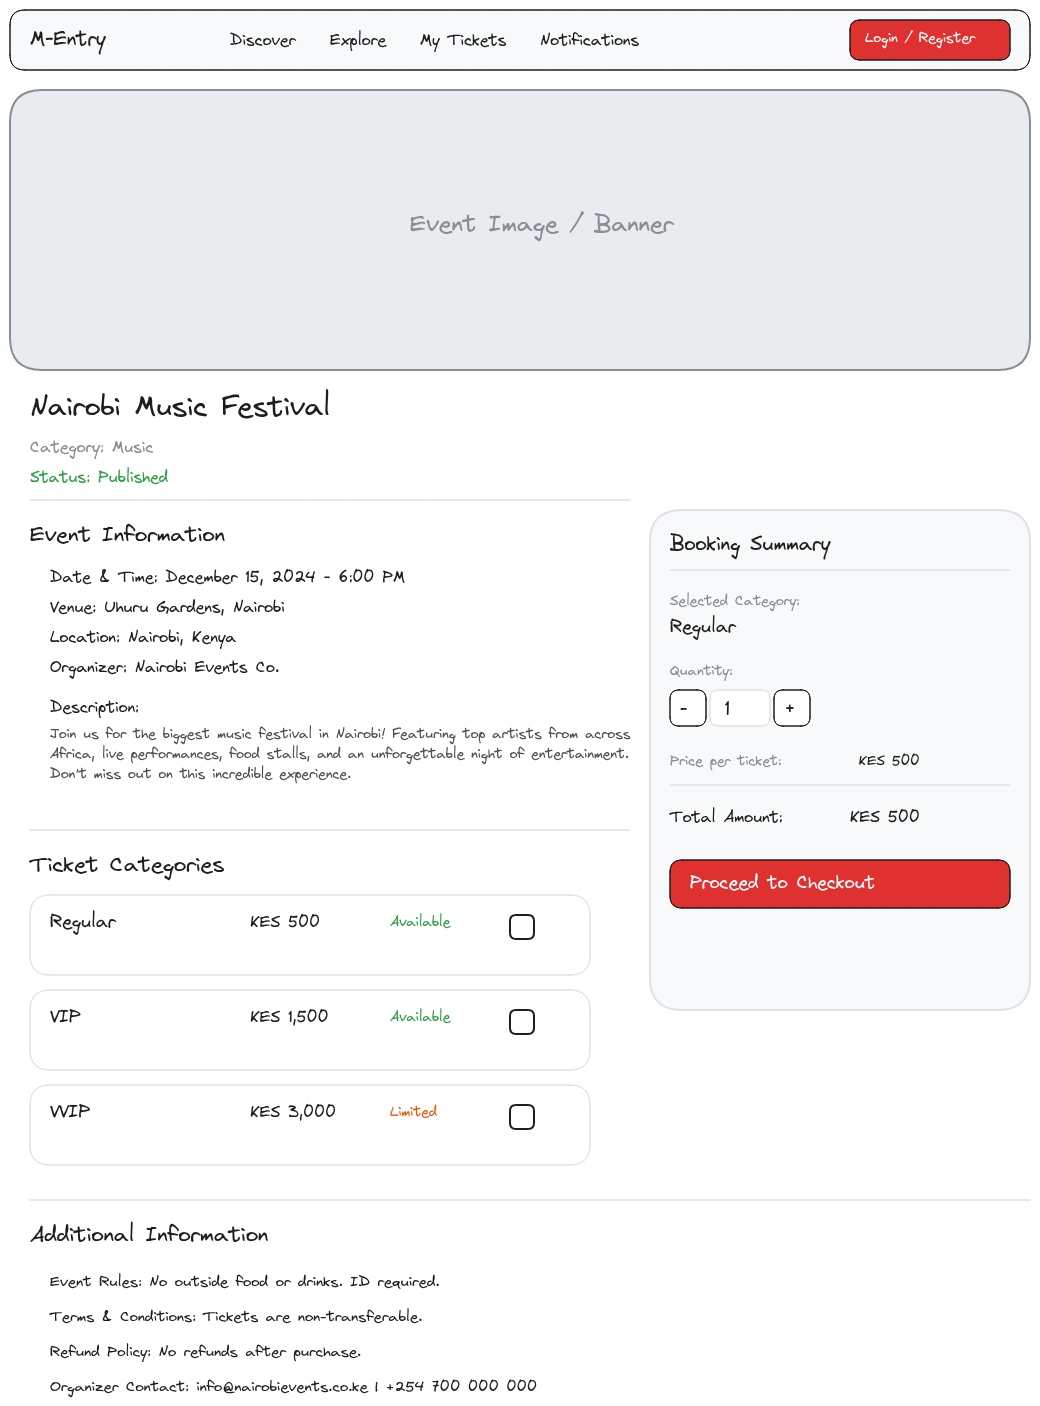 M-Entry
Discover
Explore
My Tickets
Notifications
Login / Register
Event Image / Banner
Nairobi Music Festival
Category: Music
Status: Published
Event Information
Date & Time: December 15, 2024 - 6:00 PM
Venue: Uhuru Gardens, Nairobi
Location: Nairobi, Kenya
Organizer: Nairobi Events Co.
Description:
Join us for the biggest music festival in Nairobi! Featuring top artists from across
Africa, live performances, food stalls, and an unforgettable night of entertainment.
Don't miss out on this incredible experience.
Ticket Categories
Regular
KES 500
Available
VIP
KES 1,500
Available
VVIP
KES 3,000
Limited
Booking Summary
Selected Category:
Regular
Quantity:
-
1
+
Price per ticket:
KES 500
Total Amount:
KES 500
Proceed to Checkout
Additional Information
Event Rules: No outside food or drinks. ID required.
Terms & Conditions: Tickets are non-transferable.
Refund Policy: No refunds after purchase.
Organizer Contact: info@nairobievents.co.ke | +254 700 000 000